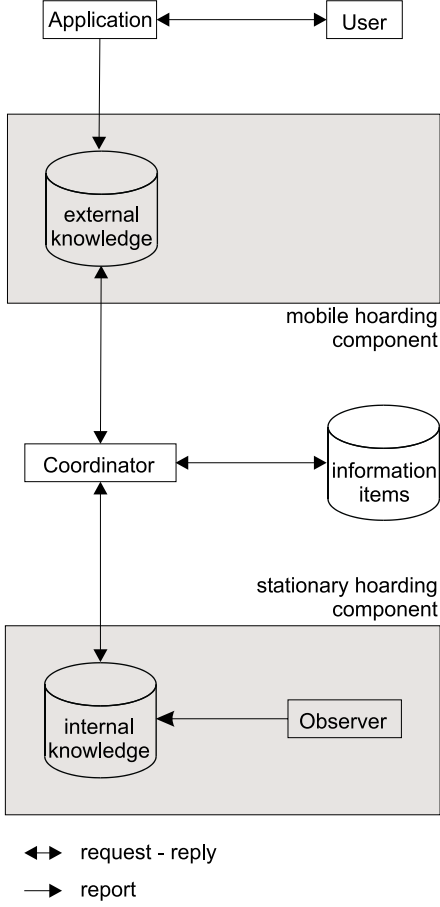 Application
User
external
knowledge
mobile hoarding
component
Coordinator
information
items
stationary hoarding
component
internal
knowledge
Observer
request - reply
report